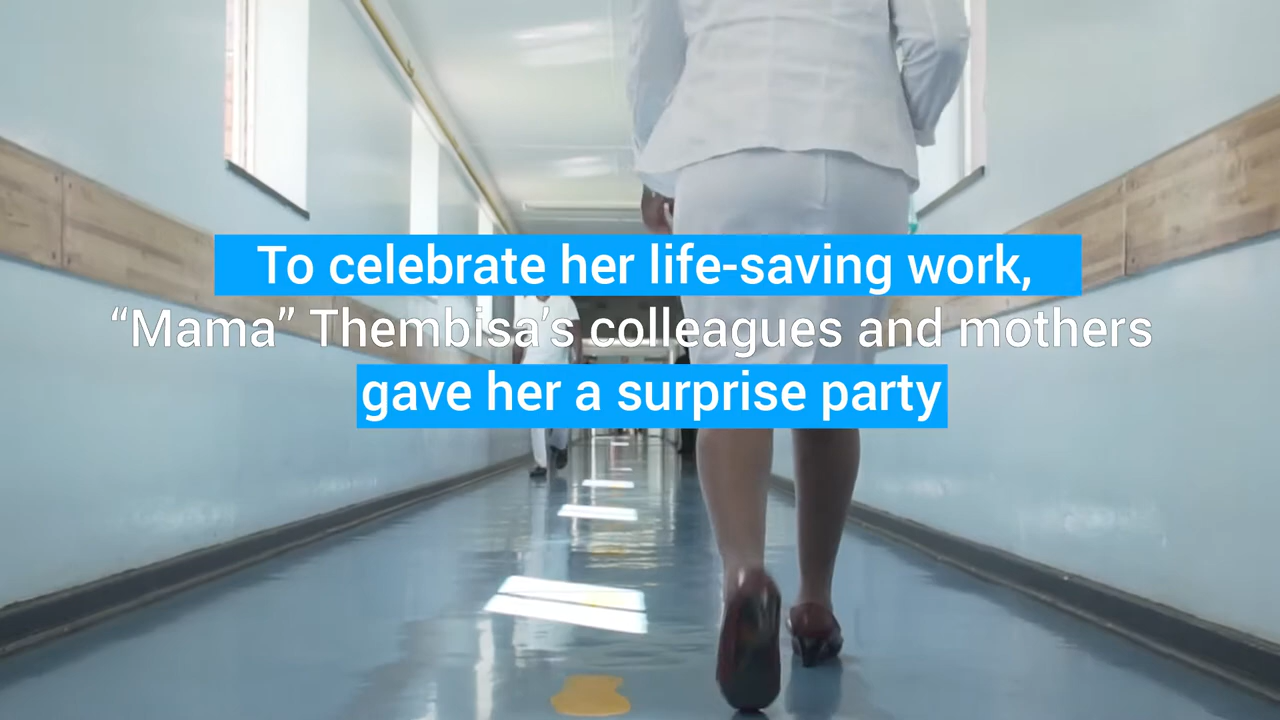 To celebrate her life-saving work,
“Mama” Thembisa’s colleagues and mothers
gave her a surprise party